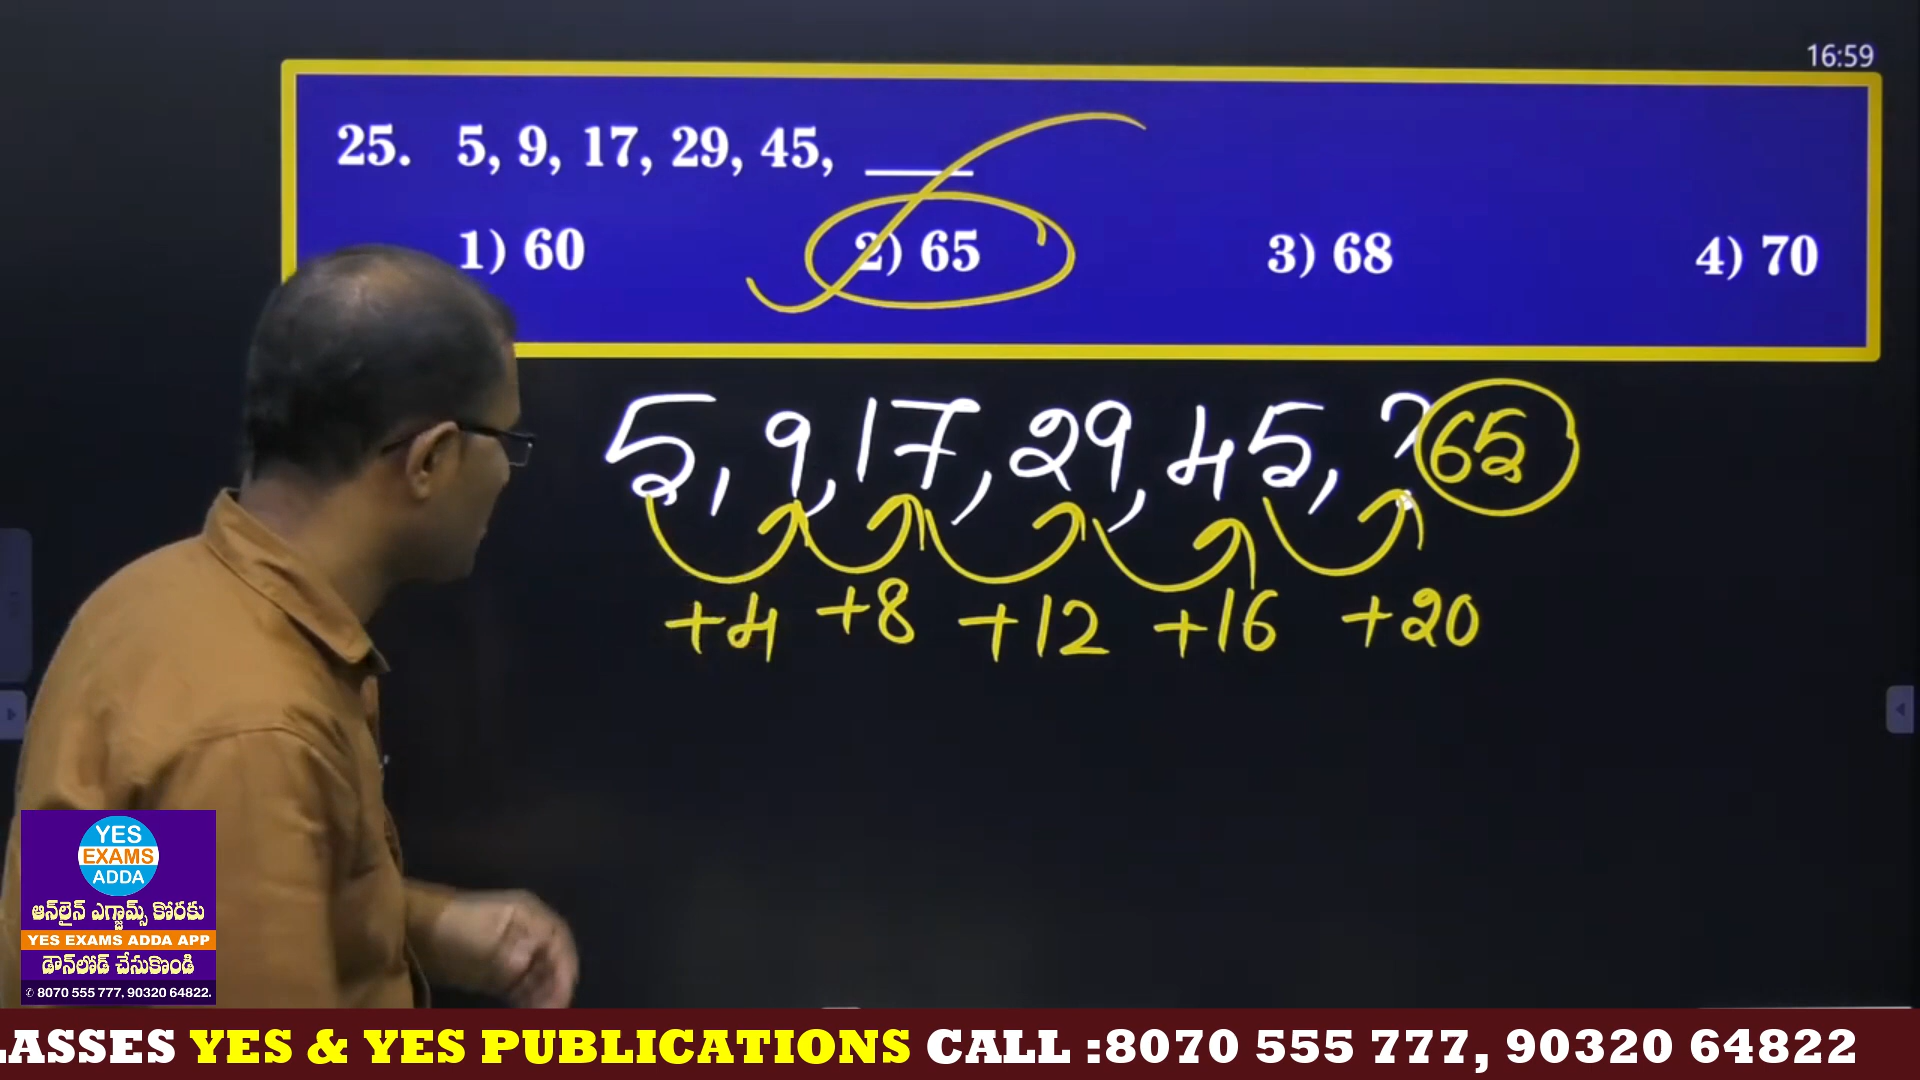 16:59
25. 5, 9, 17, 29, 45, ____
1) 60 2) 65 3) 68 4) 70
5, 9, 17, 29, 45, ? 65
+4 +8 +12 +16 +20
YES
EXAMS
ADDA
ఆన్‌లైన్ ఎగ్జామ్స్ కొరకు
YES EXAMS ADDA APP
డౌన్‌లోడ్ చేసుకొండి
✆ 8070 555 777, 90320 64822.
LASSES YES & YES PUBLICATIONS CALL :8070 555 777, 90320 64822